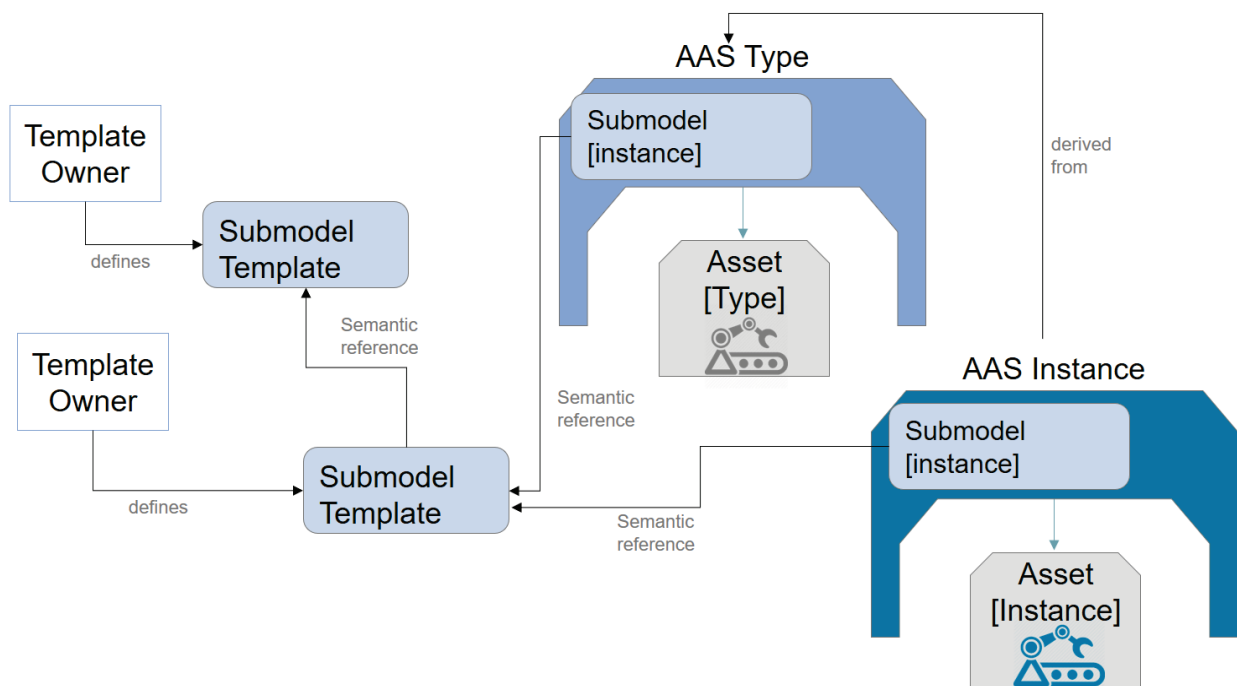 AAS Type
Submodel
[instance]
derived
from
Template
Owner
Submodel
Template
defines
Asset
[Type]
Semantic
reference
Template
Owner
AAS Instance
Semantic
reference
Submodel
[instance]
Submodel
Template
defines
Semantic
reference
Asset
[Instance]